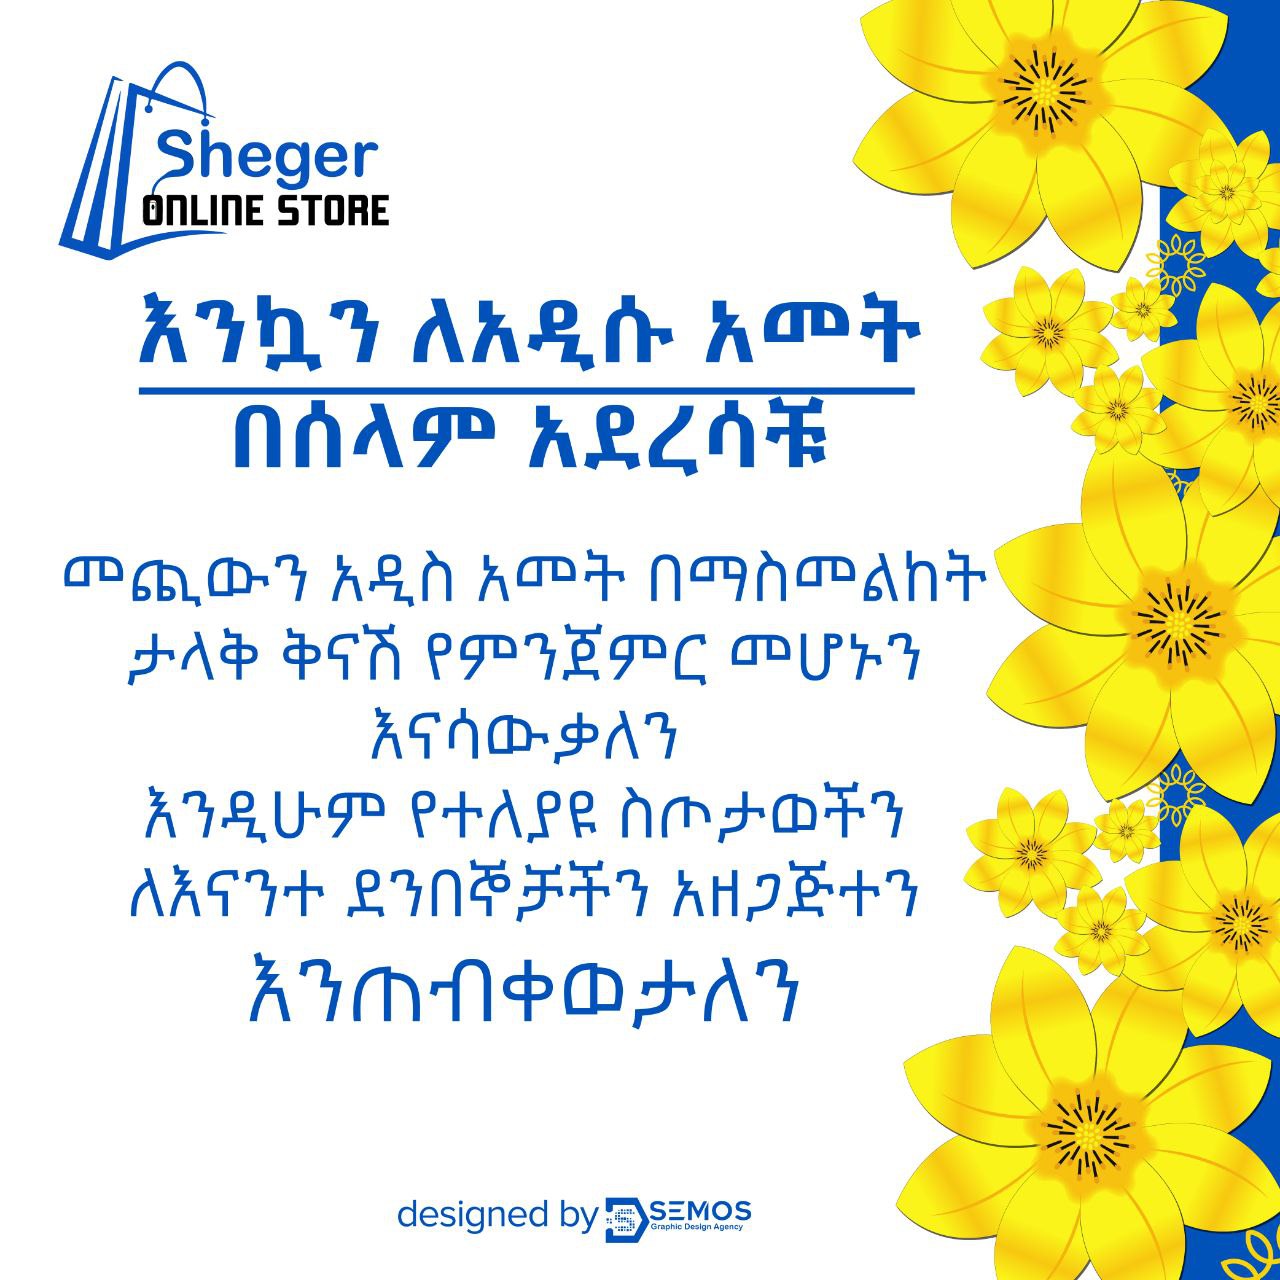 Sheger
ONLINE STORE
እንኳን ለአዲሱ አመት
በሰላም አደረሳቹ
መጪውን አዲስ አመት በማስመልከት
ታላቅ ቅናሽ የምንጀምር መሆኑን
እናሳውቃለን
እንዲሁም የተለያዩ ስጦታወችን
ለእናንተ ደንበኞቻችን አዘጋጅተን
እንጠብቀወታለን
designed by SEMOS
Graphic Design Agency